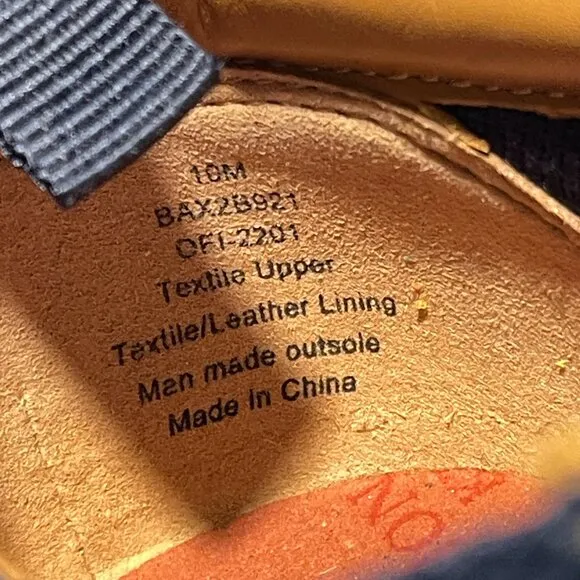 10M
BAX2B921
OFI-2201
Textile Upper
Textile/Leather Lining
Man made outsole
Made In China